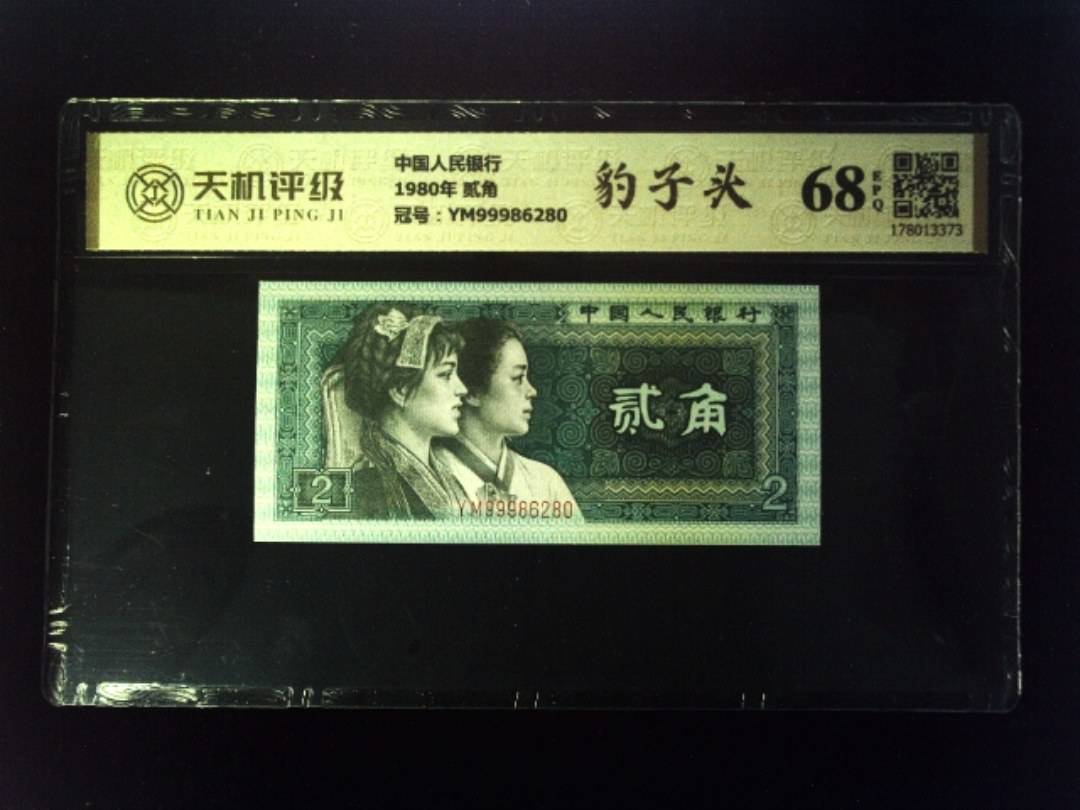 天机评级
TIAN JI PING JI
中国人民银行
1980年 贰角
冠号：YM99986280
豹子头
68
EPQ
178013373
中国人民银行
贰角
2
2
YM99986280